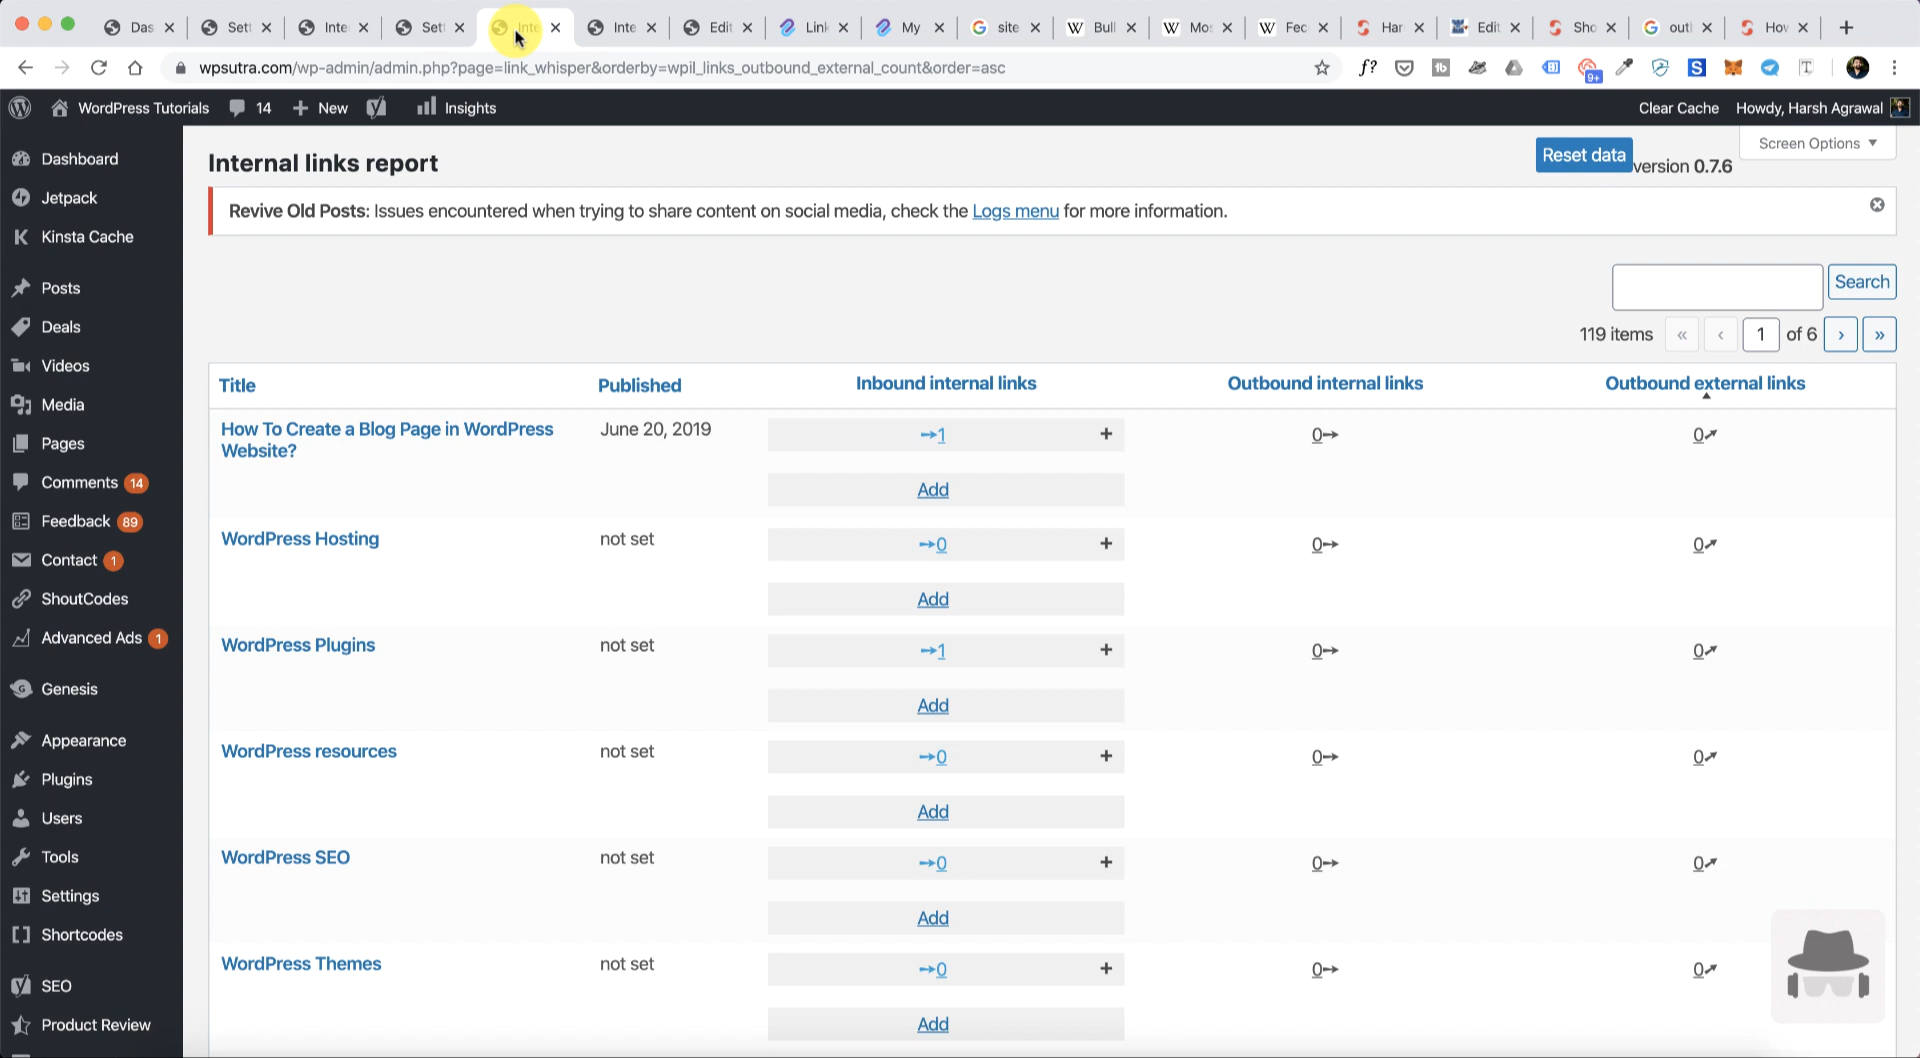 Das
Sett
Inte
Sett
Inte
Inte
Edit
Link
My
site
Bull
Mos
Fec
Har
Edit
Sho
outl
How
wpsutra.com/wp-admin/admin.php?page=link_whisper&orderby=wpil_links_outbound_external_count&order=asc
f?
9+
WordPress Tutorials 14 New Insights Clear Cache Howdy, Harsh Agrawal
Dashboard
Jetpack
Kinsta Cache
Posts
Deals
Videos
Media
Pages
Comments 14
Feedback 89
Contact 1
ShoutCodes
Advanced Ads 1
Genesis
Appearance
Plugins
Users
Tools
Settings
Shortcodes
SEO
Product Review
Internal links report
Reset data version 0.7.6
Screen Options
Revive Old Posts: Issues encountered when trying to share content on social media, check the Logs menu for more information.
Search
119 items « ‹ 1 of 6 › »
Title Published Inbound internal links Outbound internal links Outbound external links
How To Create a Blog Page in WordPress June 20, 2019 1 + 0 0
Website?
Add
WordPress Hosting not set 0 + 0 0
Add
WordPress Plugins not set 1 + 0 0
Add
WordPress resources not set 0 + 0 0
Add
WordPress SEO not set 0 + 0 0
Add
WordPress Themes not set 0 + 0 0
Add